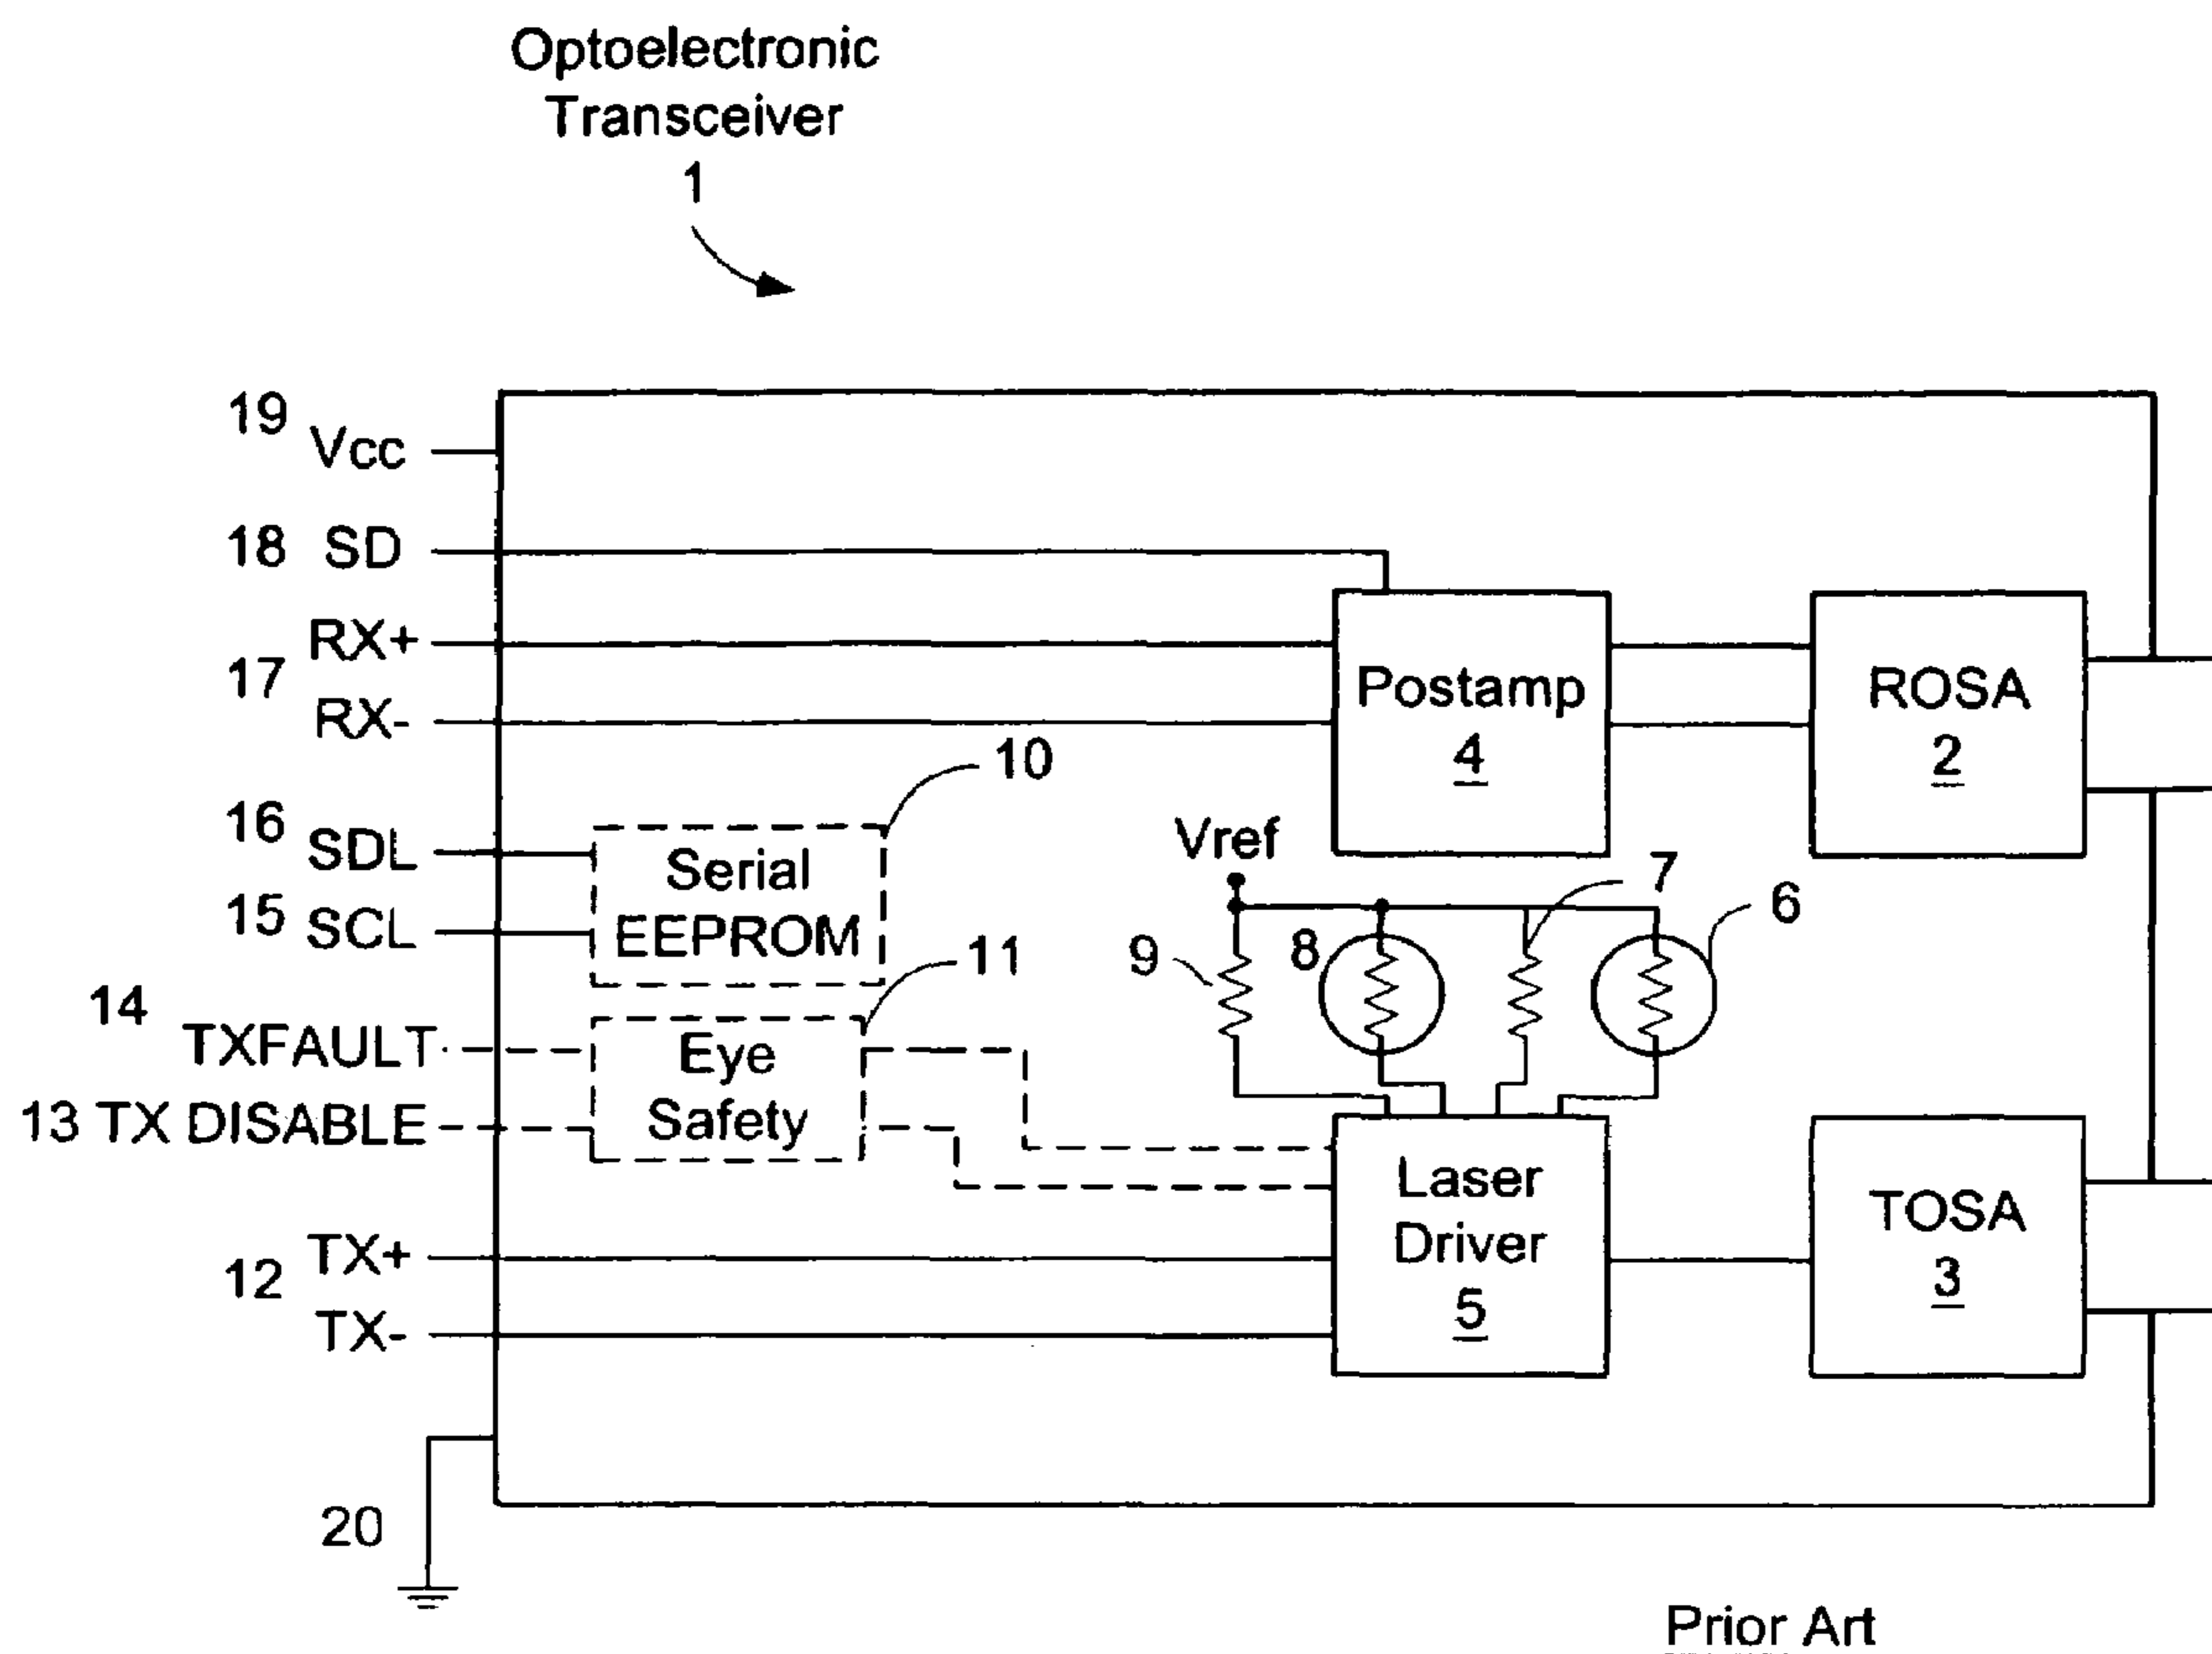 Optoelectronic
Transceiver
1
19
Vcc
18 SD
RX+
17
RX-
Postamp
4
ROSA
2
10
16
SDL
15
SCL
Serial
EEPROM
Vref
7
6
9
8
11
14
TXFAULT
13 TX DISABLE
Eye
Safety
Laser
Driver
5
TOSA
3
TX+
12
TX-
20
Prior Art